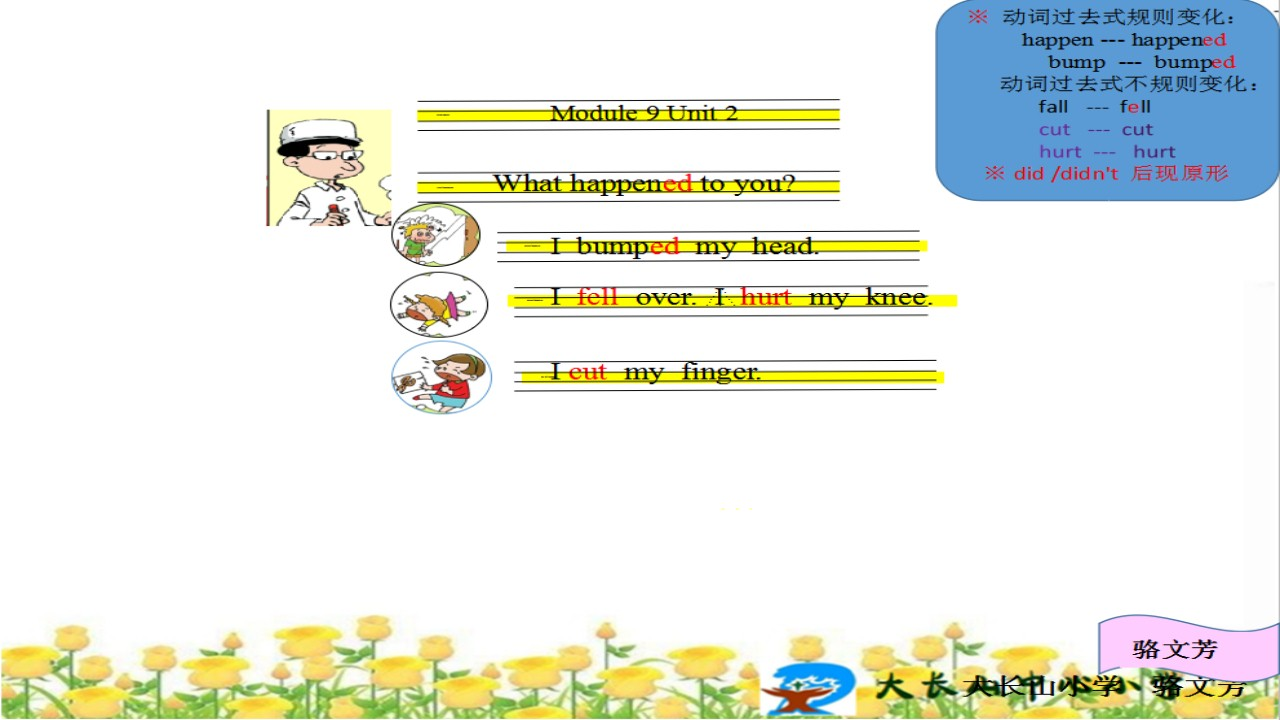 ※ 动词过去式规则变化：
happen --- happened
bump --- bumped
动词过去式不规则变化：
fall --- fell
cut --- cut
hurt --- hurt
※ did /didn't 后现原形
Module 9 Unit 2
What happened to you?
I bumped my head.
I fell over. I hurt my knee.
I cut my finger.
骆文芳
大长山小学 骆文芳